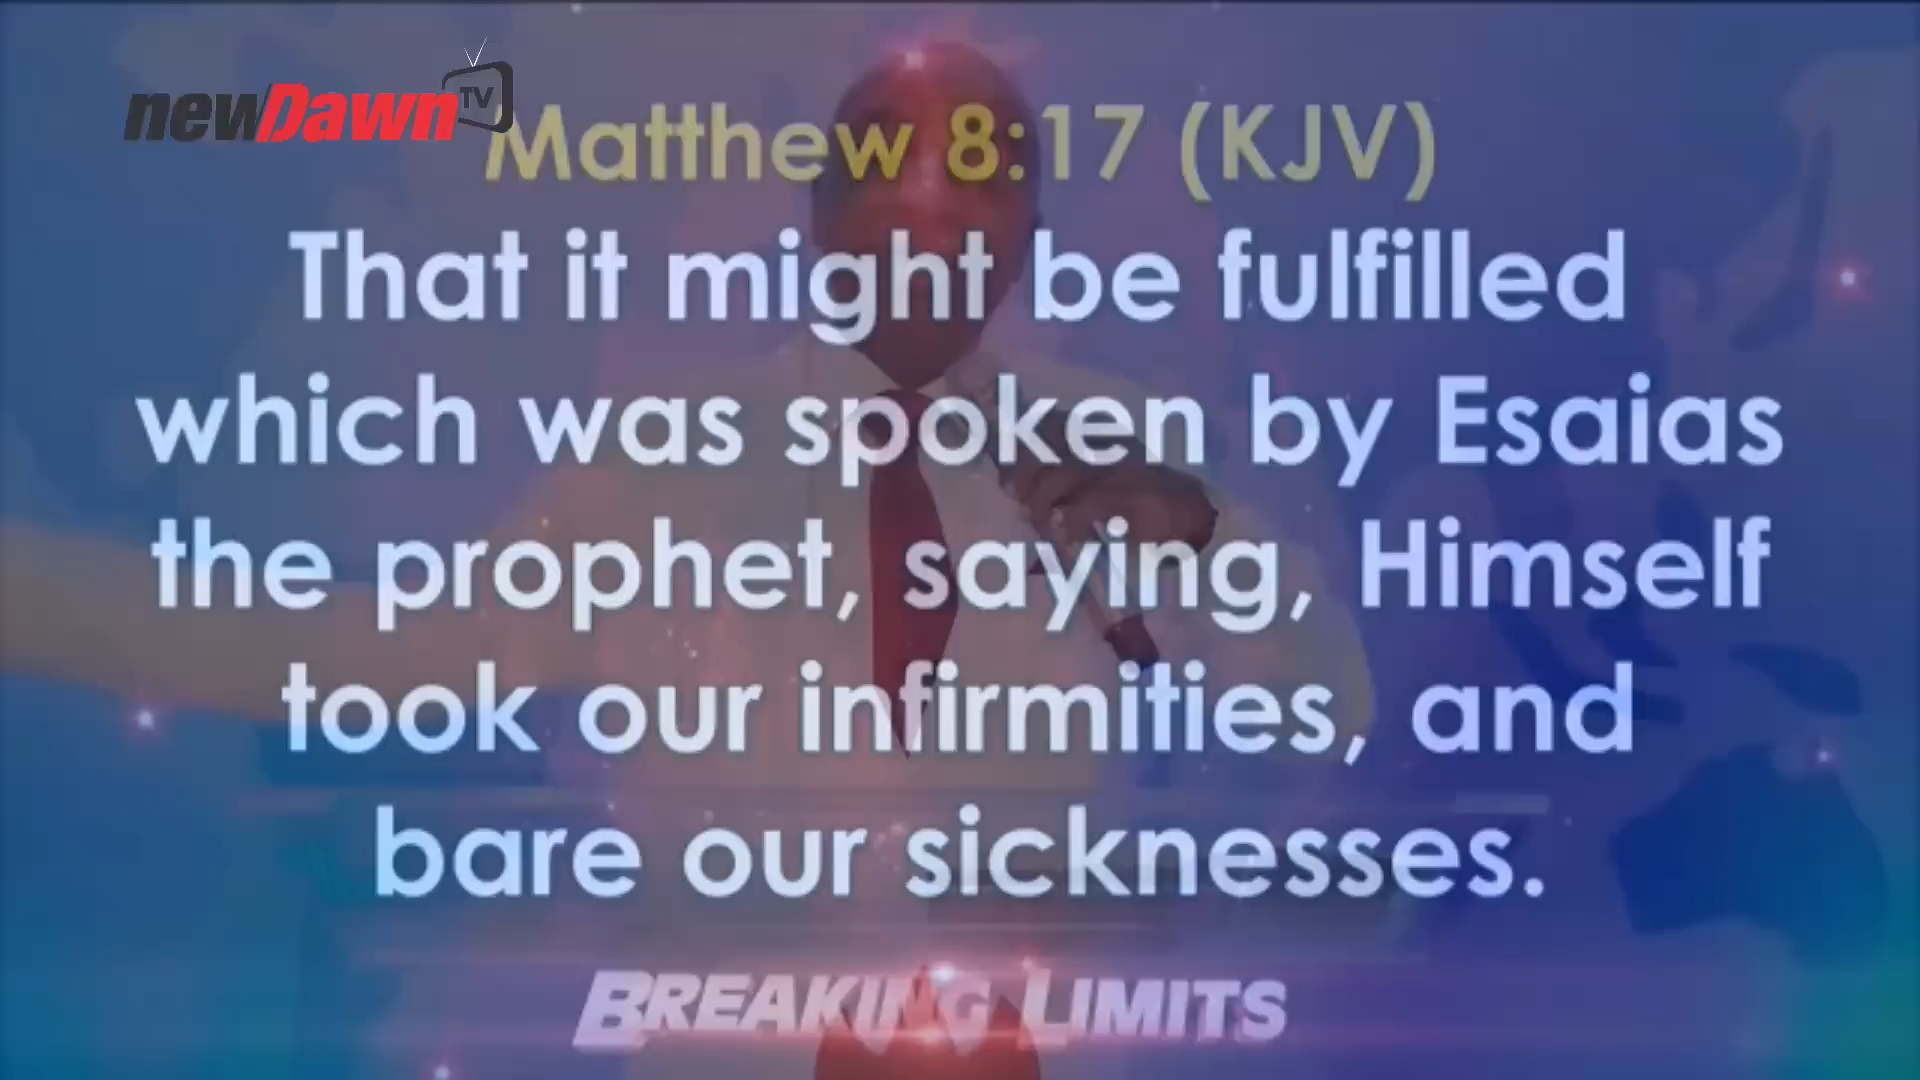 newDawn TV
Matthew 8:17 (KJV)
That it might be fulfilled
which was spoken by Esaias
the prophet, saying, Himself
took our infirmities, and
bare our sicknesses.
BREAKING LIMITS